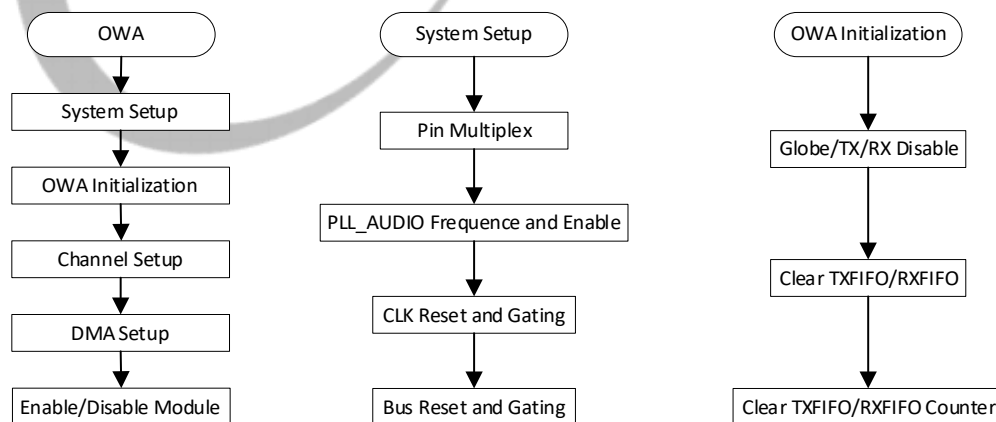 OWA
System Setup
OWA Initialization
Channel Setup
DMA Setup
Enable/Disable Module
System Setup
Pin Multiplex
PLL_AUDIO Frequence and Enable
CLK Reset and Gating
Bus Reset and Gating
OWA Initialization
Globe/TX/RX Disable
Clear TXFIFO/RXFIFO
Clear TXFIFO/RXFIFO Counter